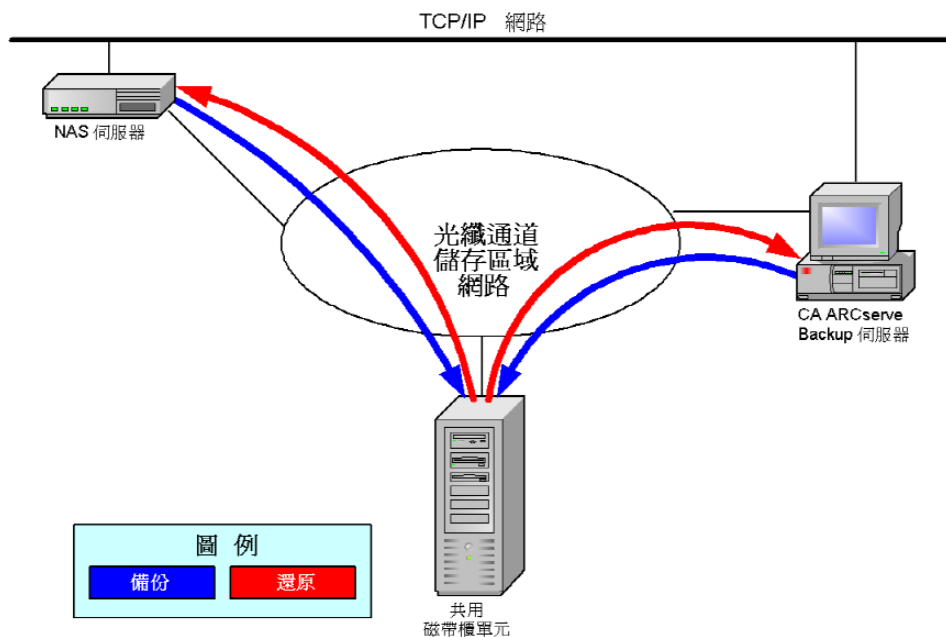 TCP/IP 網路
NAS 伺服器
光纖通道
儲存區域
網路
CA ARCserve
Backup 伺服器
圖 例
備份
還原
共用
磁帶櫃單元